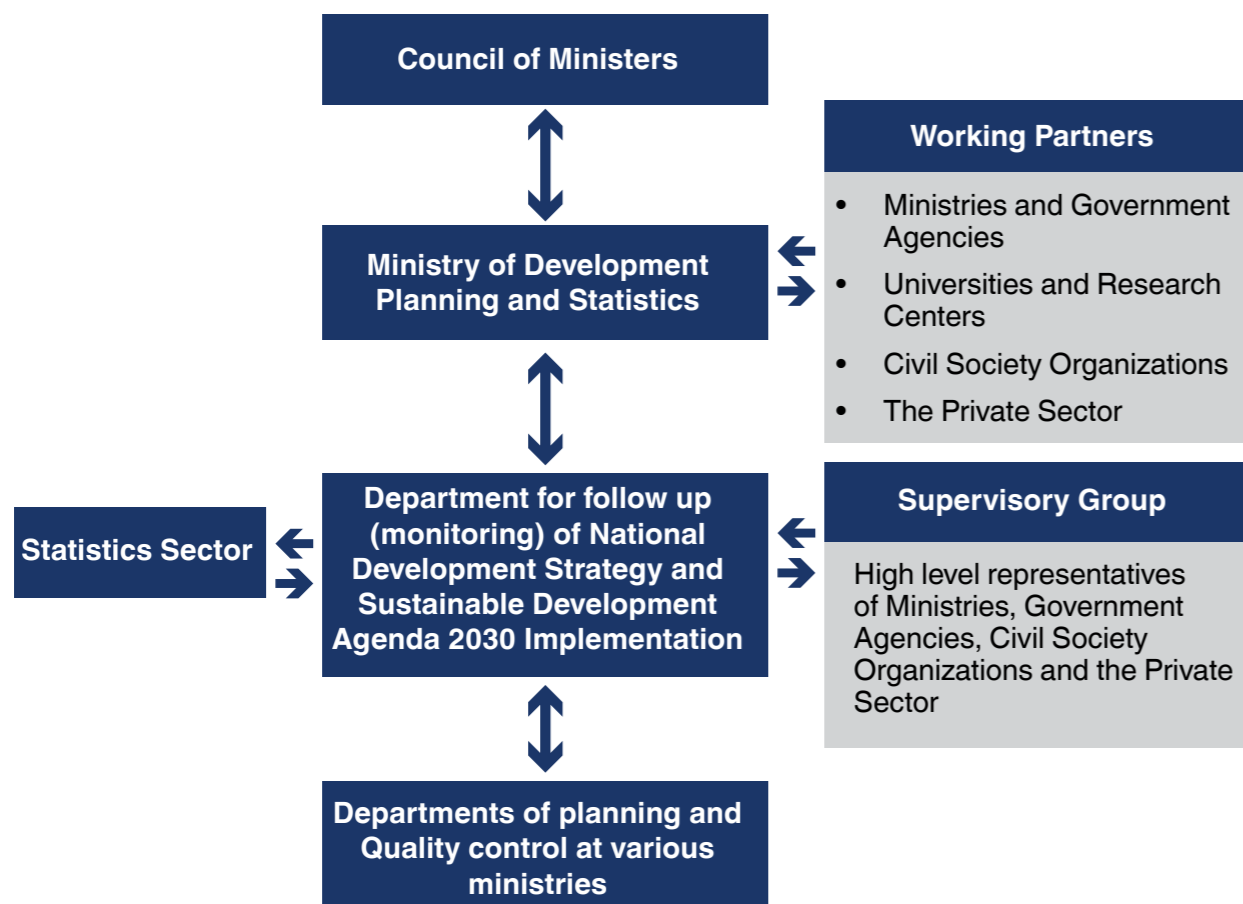 Council of Ministers
Working Partners
• Ministries and Government
Agencies
• Universities and Research
Centers
• Civil Society Organizations
• The Private Sector
Ministry of Development
Planning and Statistics
Statistics Sector
Department for follow up
(monitoring) of National
Development Strategy and
Sustainable Development
Agenda 2030 Implementation
Supervisory Group
High level representatives
of Ministries, Government
Agencies, Civil Society
Organizations and the Private
Sector
Departments of planning and
Quality control at various
ministries